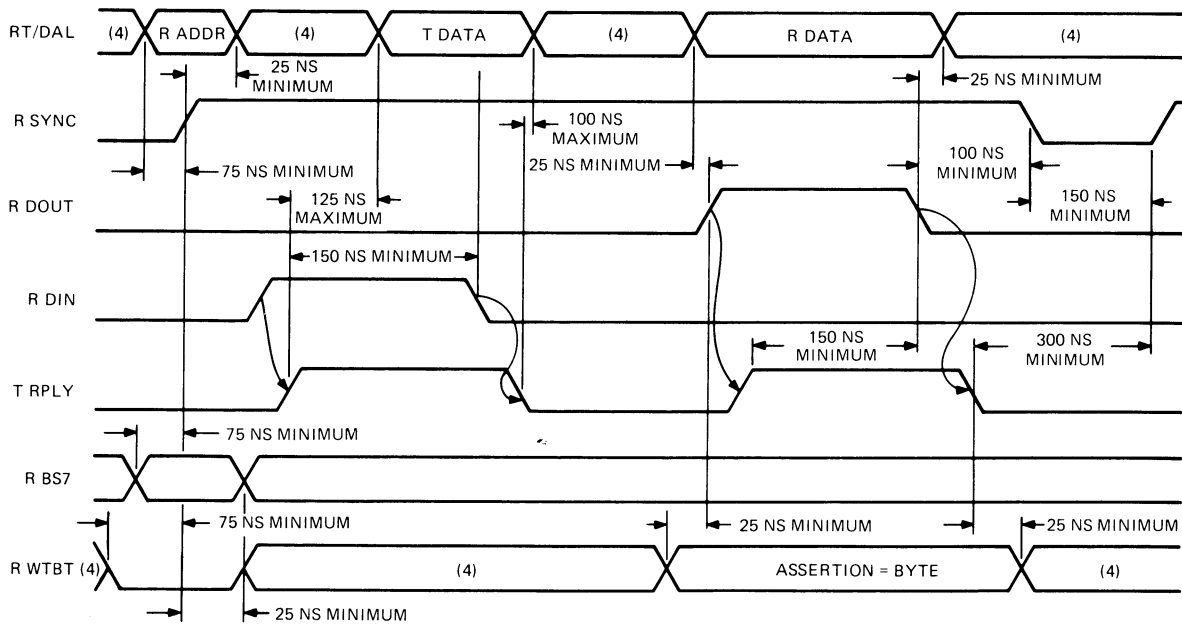 RT/DAL (4) R ADDR (4) T DATA (4) R DATA (4)
25 NS
MINIMUM
25 NS MINIMUM
R SYNC
100 NS
MAXIMUM
75 NS MINIMUM
25 NS MINIMUM
100 NS
MINIMUM
125 NS
MAXIMUM
150 NS
MINIMUM
R DOUT
150 NS MINIMUM
R DIN
150 NS
MINIMUM
300 NS
MINIMUM
T RPLY
75 NS MINIMUM
R BS7
75 NS MINIMUM
25 NS MINIMUM
25 NS MINIMUM
R WTBT (4) (4) ASSERTION = BYTE (4)
25 NS MINIMUM